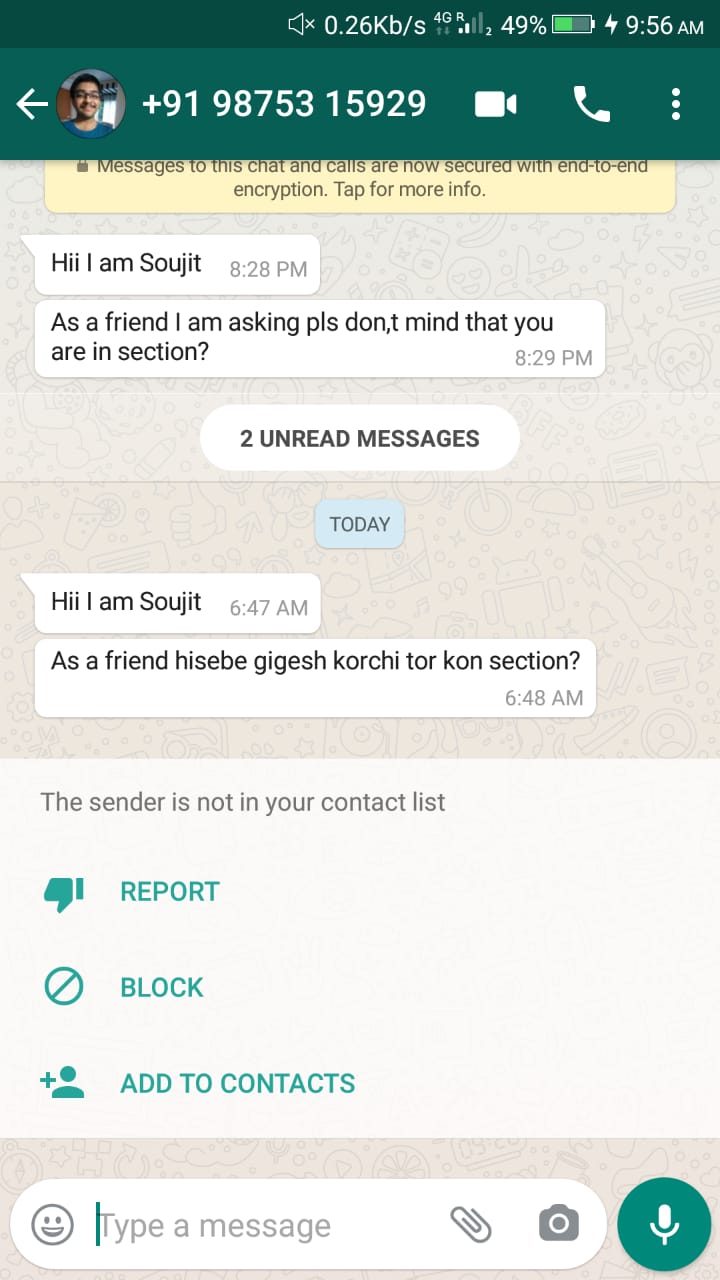 0.26Kb/s 4G R 2 49% 9:56 AM
+91 98753 15929
Messages to this chat and calls are now secured with end-to-end
encryption. Tap for more info.
Hii I am Soujit 8:28 PM
As a friend I am asking pls don,t mind that you
are in section? 8:29 PM
2 UNREAD MESSAGES
TODAY
Hii I am Soujit 6:47 AM
As a friend hisebe gigesh korchi tor kon section?
6:48 AM
The sender is not in your contact list
REPORT
BLOCK
ADD TO CONTACTS
Type a message